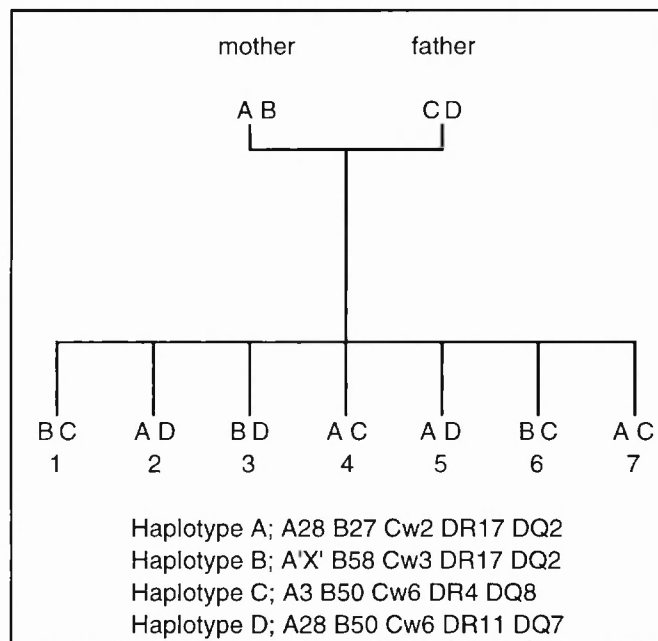 mother father
A B C D
B C A D B D A C A D B C A C
1 2 3 4 5 6 7
Haplotype A; A28 B27 Cw2 DR17 DQ2
Haplotype B; A'X' B58 Cw3 DR17 DQ2
Haplotype C; A3 B50 Cw6 DR4 DQ8
Haplotype D; A28 B50 Cw6 DR11 DQ7